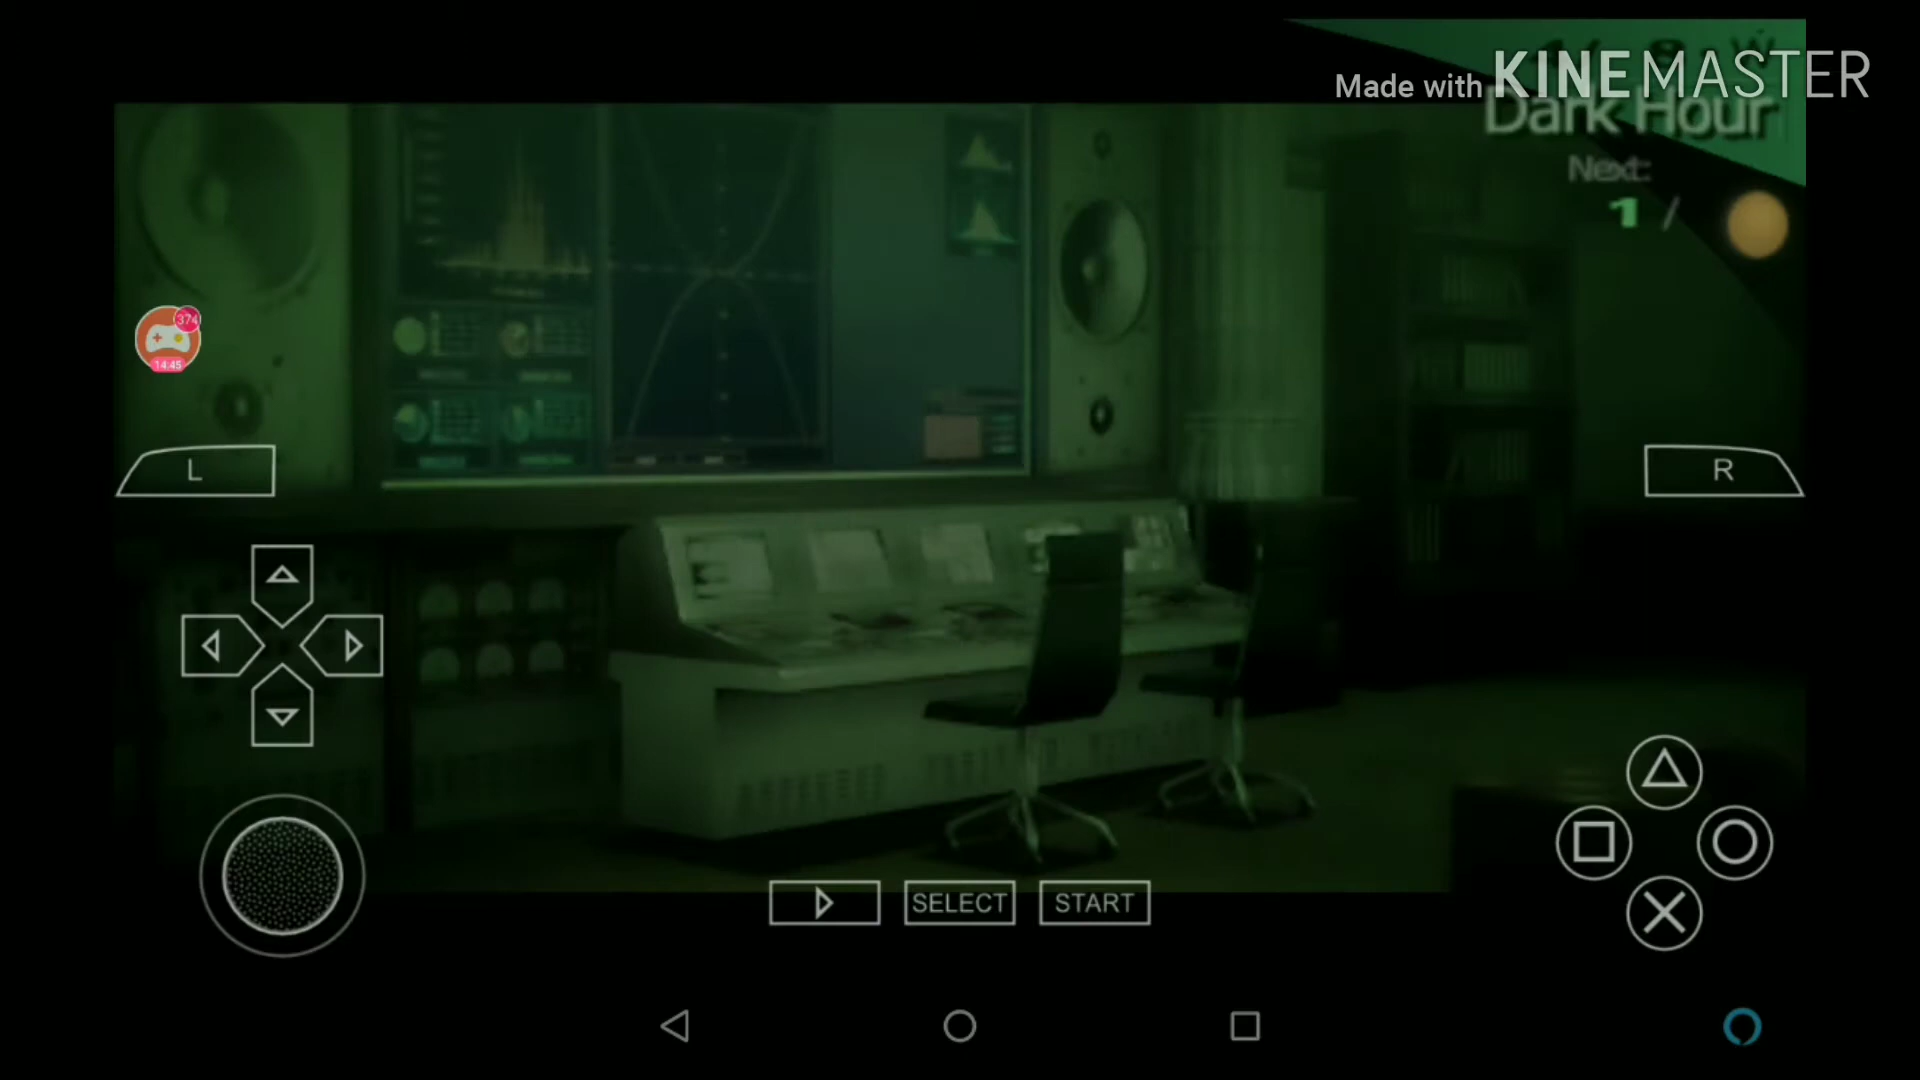 Made with KINEMASTER
Dark Hour
Next:
1 /
374
14:45
L
R
SELECT
START